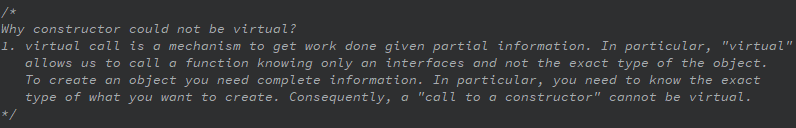 /*
Why constructor could not be virtual?
1. virtual call is a mechanism to get work done given partial information. In particular, "virtual"
allows us to call a function knowing only an interfaces and not the exact type of the object.
To create an object you need complete information. In particular, you need to know the exact
type of what you want to create. Consequently, a "call to a constructor" cannot be virtual.
*/